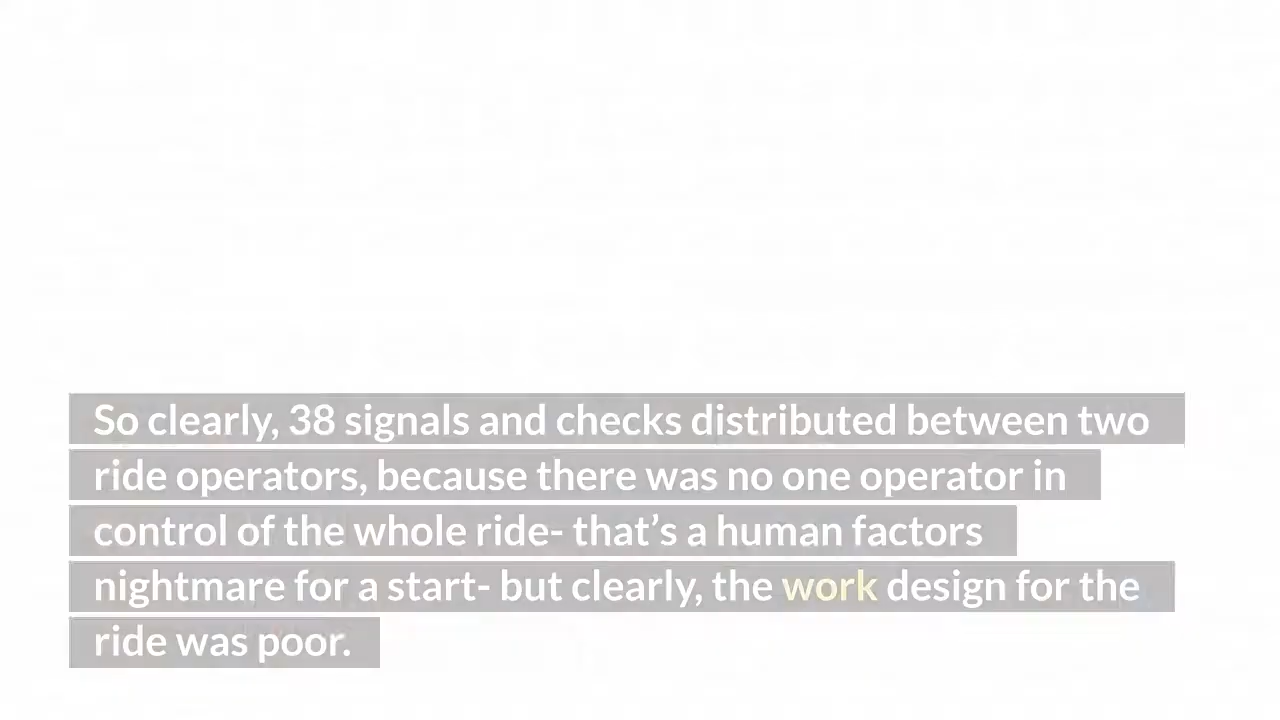 So clearly, 38 signals and checks distributed between two
ride operators, because there was no one operator in
control of the whole ride- that’s a human factors
nightmare for a start- but clearly, the work design for the
ride was poor.